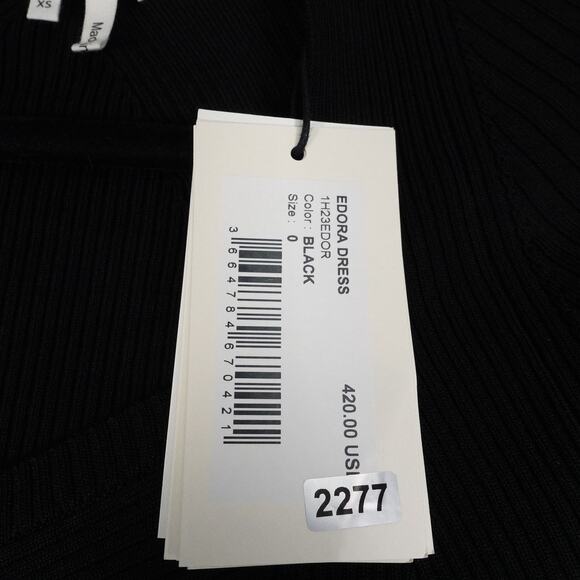 XS
EDORA DRESS
1H23EDOR
Color : BLACK
Size : 0
3664784670421
420.00 US
2277